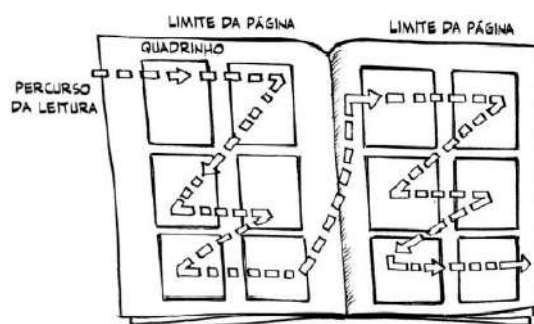 LIMITE DA PÁGINA
LIMITE DA PÁGINA
QUADRINHO
PERCURSO
DA LEITURA